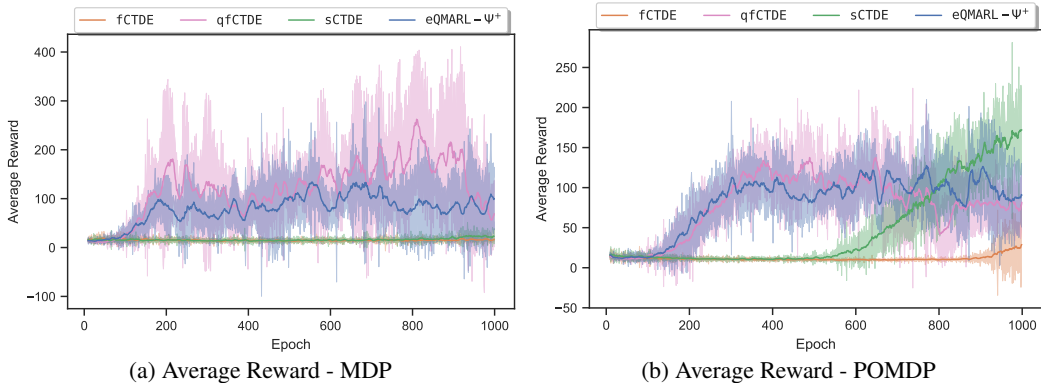 fCTDE qfCTDE sCTDE eQMARL−Ψ+
400
300
200
100
0
−100
Average Reward
0 200 400 600 800 1000
Epoch
(a) Average Reward - MDP
fCTDE qfCTDE sCTDE eQMARL−Ψ+
250
200
150
100
50
0
−50
Average Reward
0 200 400 600 800 1000
Epoch
(b) Average Reward - POMDP